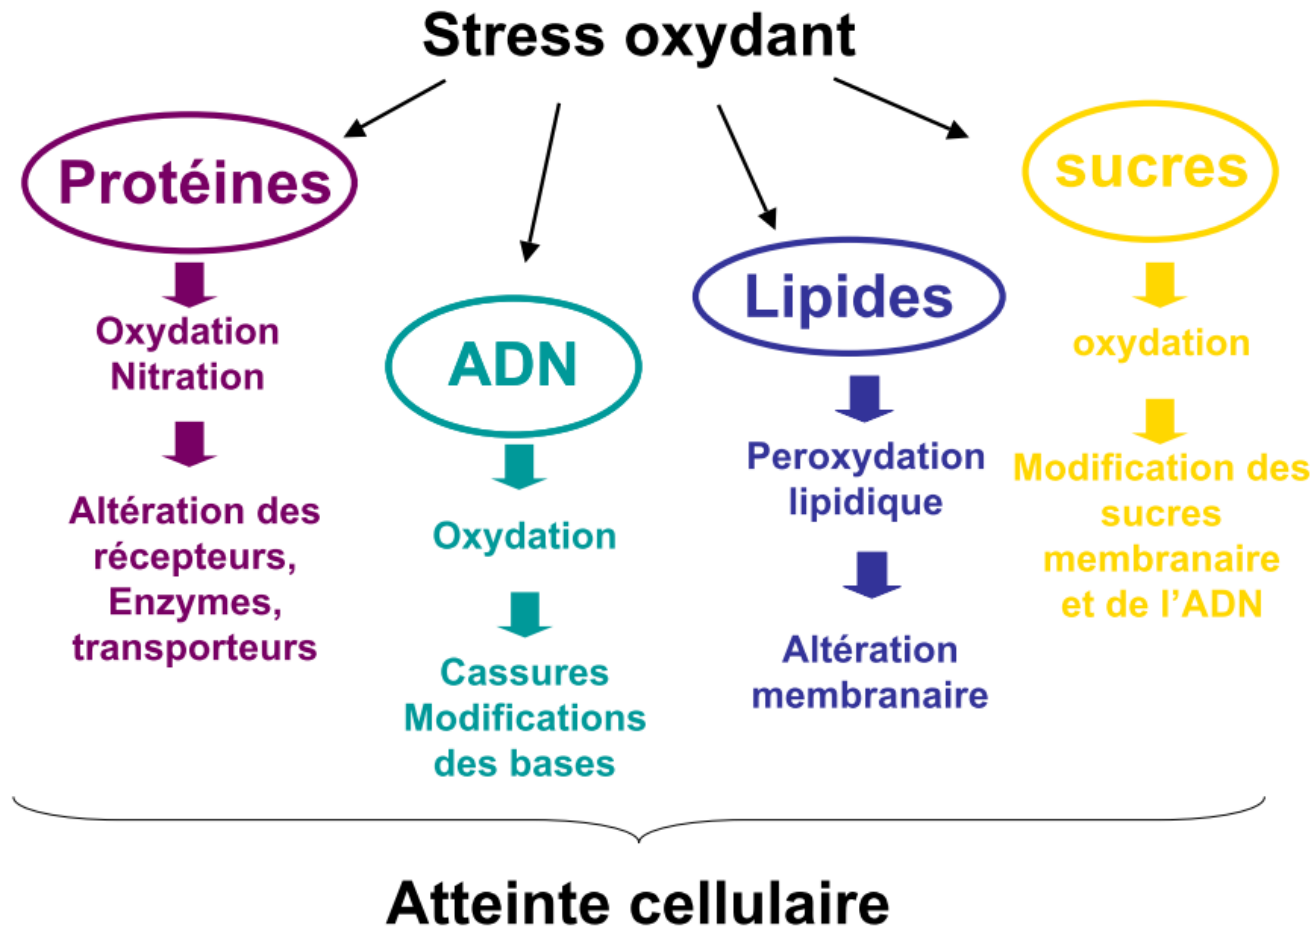 Stress oxydant
Protéines
Oxydation
Nitration
Altération des
récepteurs,
Enzymes,
transporteurs
ADN
Oxydation
Cassures
Modifications
des bases
Lipides
Peroxydation
lipidique
Altération
membranaire
sucres
oxydation
Modification des
sucres
membranaire
et de l’ADN
Atteinte cellulaire